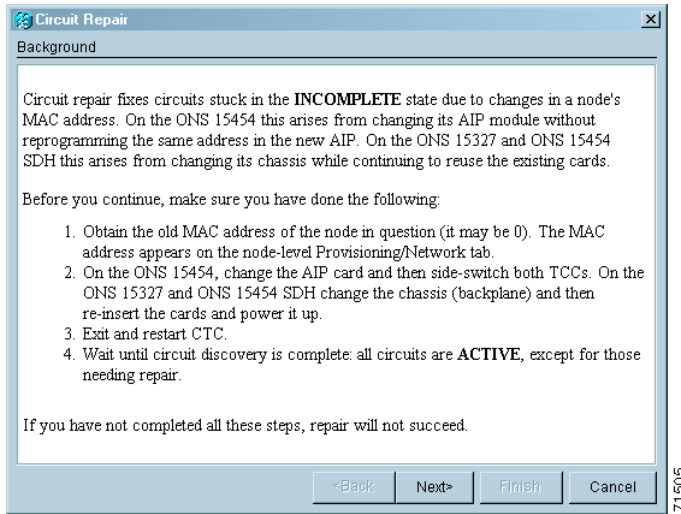 Circuit Repair
Background
Circuit repair fixes circuits stuck in the INCOMPLETE state due to changes in a node's
MAC address. On the ONS 15454 this arises from changing its AIP module without
reprogramming the same address in the new AIP. On the ONS 15327 and ONS 15454
SDH this arises from changing its chassis while continuing to reuse the existing cards.
Before you continue, make sure you have done the following:
1. Obtain the old MAC address of the node in question (it may be 0). The MAC
address appears on the node-level Provisioning/Network tab.
2. On the ONS 15454, change the AIP card and then side-switch both TCCs. On the
ONS 15327 and ONS 15454 SDH change the chassis (backplane) and then
re-insert the cards and power it up.
3. Exit and restart CTC.
4. Wait until circuit discovery is complete: all circuits are ACTIVE, except for those
needing repair.
If you have not completed all these steps, repair will not succeed.
<Back Next> Finish Cancel
71505